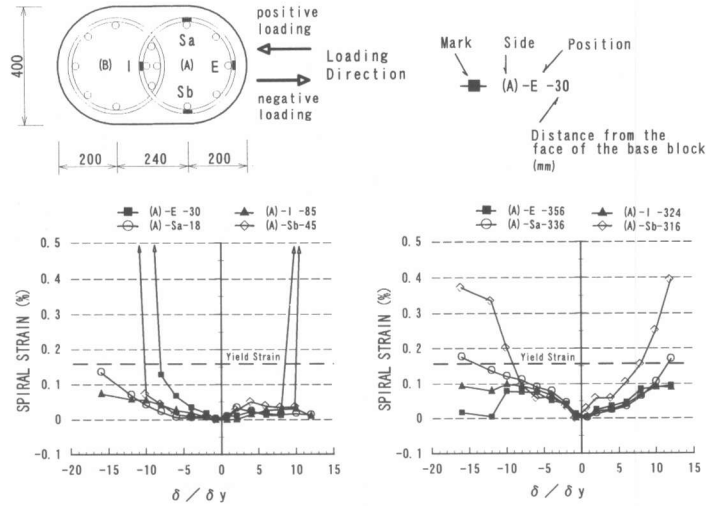 positive
loading
Loading
Direction
negative
loading
400
Sa
(B)
I
(A)
E
Sb
200
240
200
Mark
Side
Position
(A)-E -30
Distance from the
face of the base block
(mm)
(A)-E -30
(A)-I -85
(A)-Sa-18
(A)-Sb-45
SPIRAL STRAIN (%)
0. 5
0. 4
0. 3
0. 2
0. 1
0
-0. 1
Yield Strain
-20 -15 -10 -5 0 5 10 15
δ / δ y
(A)-E -356
(A)-I -324
(A)-Sa-336
(A)-Sb-316
SPIRAL STRAIN (%)
0. 5
0. 4
0. 3
0. 2
0. 1
0
-0. 1
Yield Strain
-20 -15 -10 -5 0 5 10 15
δ / δ y